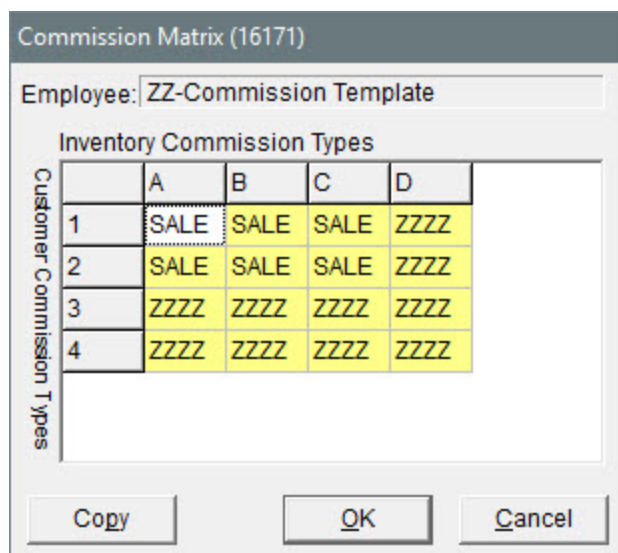 Commission Matrix (16171)
Employee: ZZ-Commission Template
Inventory Commission Types
Customer Commission Types
A B C D
1 SALE SALE SALE ZZZZ
2 SALE SALE SALE ZZZZ
3 ZZZZ ZZZZ ZZZZ ZZZZ
4 ZZZZ ZZZZ ZZZZ ZZZZ
Copy OK Cancel